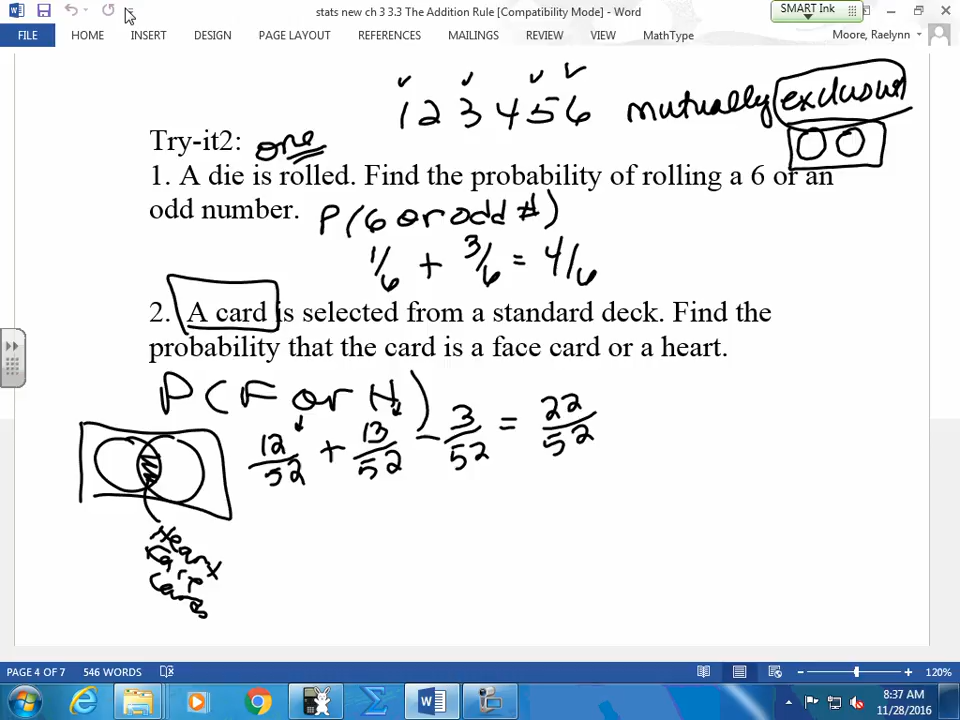 stats new ch 3 3.3 The Addition Rule [Compatibility Mode] - Word
SMART Ink
FILE HOME INSERT DESIGN PAGE LAYOUT REFERENCES MAILINGS REVIEW VIEW MathType Moore, Raelynn
1 2 3 4 5 6 mutually exclusive
Try-it2: one
1. A die is rolled. Find the probability of rolling a 6 or an
odd number. P(6 or odd #)
1/6 + 3/6 = 4/6
2. A card is selected from a standard deck. Find the
probability that the card is a face card or a heart.
P(F or H)
12/52 + 13/52 - 3/52 = 22/52
Heart
Face
Cards
PAGE 4 OF 7 546 WORDS 120%
8:37 AM
11/28/2016